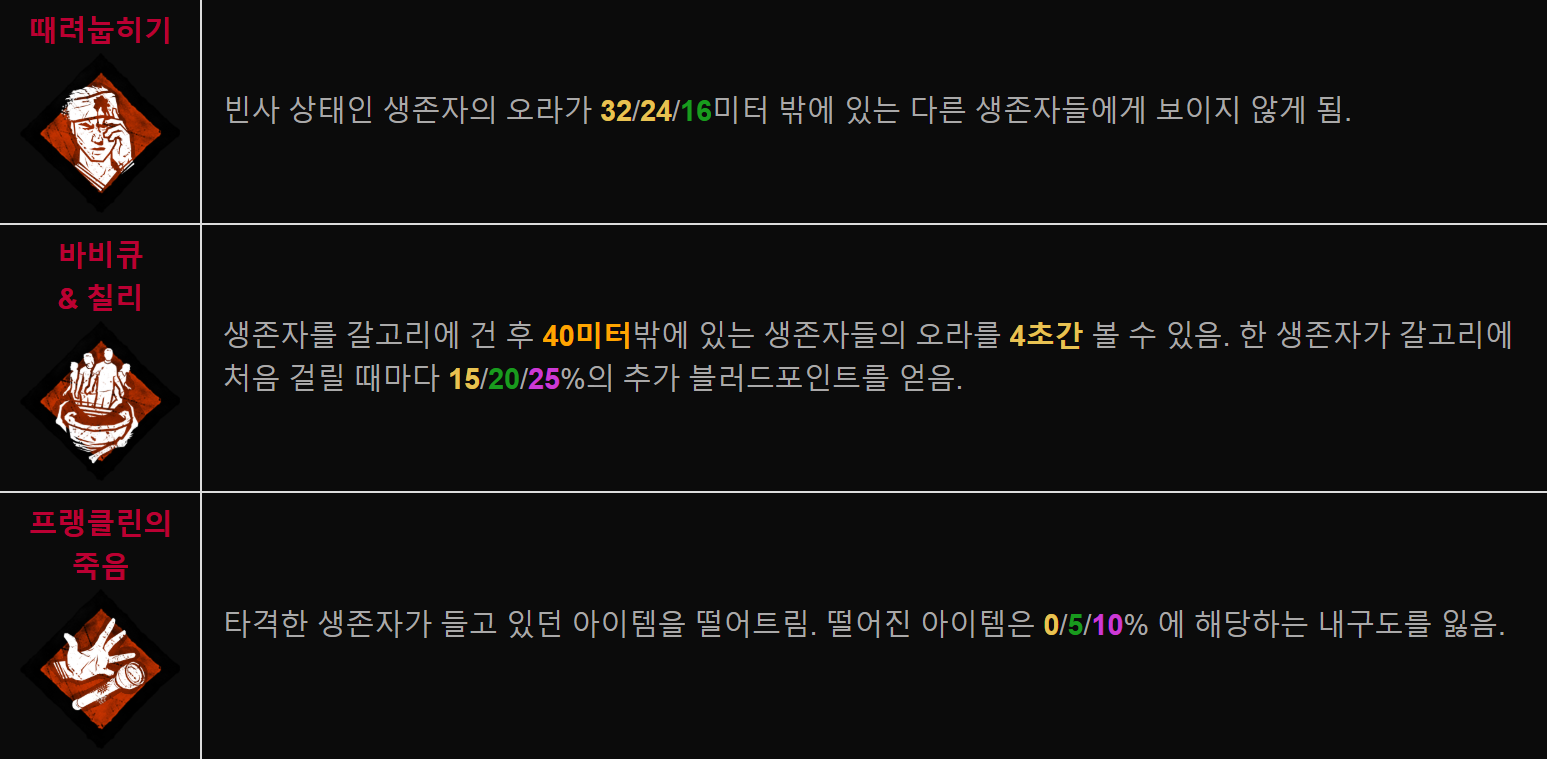 때려눕히기
빈사 상태인 생존자의 오라가 32/24/16미터 밖에 있는 다른 생존자들에게 보이지 않게 됨.
바비큐
& 칠리
생존자를 갈고리에 건 후 40미터밖에 있는 생존자들의 오라를 4초간 볼 수 있음. 한 생존자가 갈고리에
처음 걸릴 때마다 15/20/25%의 추가 블러드포인트를 얻음.
프랭클린의
죽음
타격한 생존자가 들고 있던 아이템을 떨어트림. 떨어진 아이템은 0/5/10% 에 해당하는 내구도를 잃음.